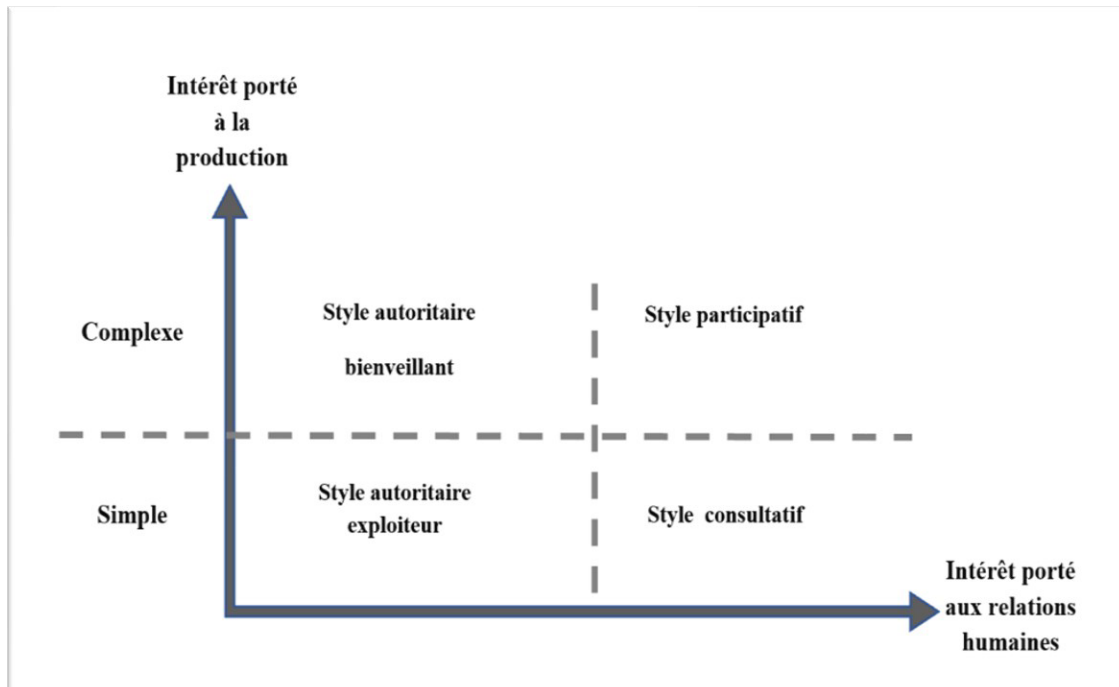 Intérêt porté
à la
production
Complexe
Style autoritaire
bienveillant
Style participatif
Simple
Style autoritaire
exploiteur
Style consultatif
Intérêt porté
aux relations
humaines